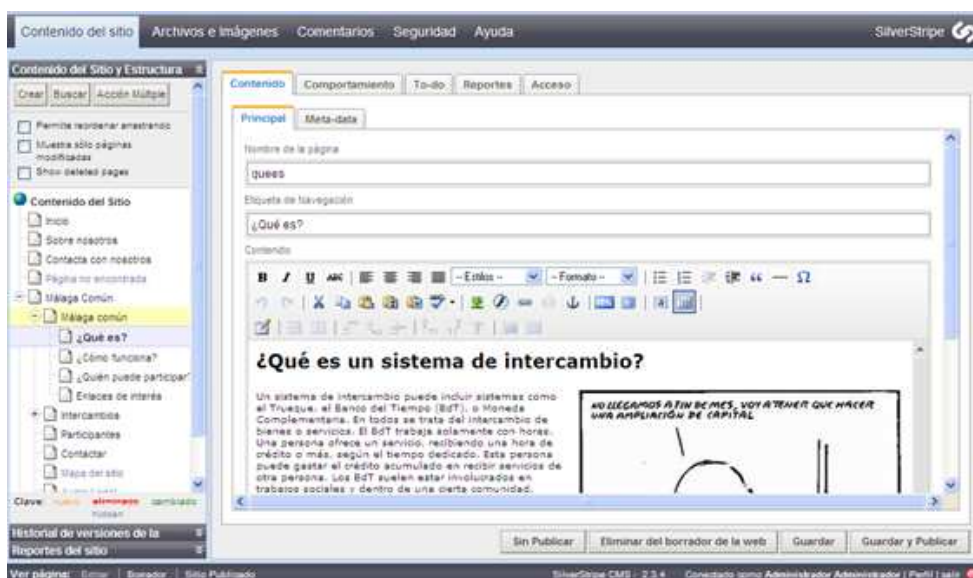 Contenido del sitio Archivos e Imágenes Comentarios Seguridad Ayuda SilverStripe
Contenido del Sitio y Estructura
Crear Buscar Acción Múltiple
Permite reordenar arrastrando
Muestra sólo páginas
modificadas
Show deleted pages
Contenido del Sitio
Inicio
Sobre nosotros
Contacta con nosotros
Página no encontrada
Málaga Común
Málaga común
¿Qué es?
¿Cómo funciona?
¿Quién puede participar
Enlaces de interés
Intercambios
Participantes
Contactar
Mapa del sitio
Clave: nuevo eliminado cambiado
Historial de versiones de la
Reportes del sitio
Contenido Comportamiento To-do Reportes Acceso
Principal Meta-data
Nombre de la página
quees
Etiqueta de Navegación
¿Qué es?
Contenido
B I U ABC -- Estilos -- -- Formato --
¿Qué es un sistema de intercambio?
Un sistema de intercambio puede incluir sistemas como
el Trueque, el Banco del Tiempo (BdT), o Moneda
Complementaria. En todos se trata del intercambio de
bienes o servicios. El BdT trabaja solamente con horas.
Una persona ofrece un servicio, recibiendo una hora de
crédito o más, según el tiempo dedicado. Esta persona
puede gastar el crédito acumulado en recibir servicios de
otra persona. Los BdT suelen estar involucrados en
trabajos sociales y dentro de una cierta comunidad.
NO LLEGAMOS A FIN DE MES, VOY A TENER QUE HACER
UNA AMPLIACIÓN DE CAPITAL
Sin Publicar Eliminar del borrador de la web Guardar Guardar y Publicar
Ver página: Editar Borrador Sitio Publicado SilverStripe CMS - 2.3.4 Conectado como Administrador Administrador | Perfil | salir